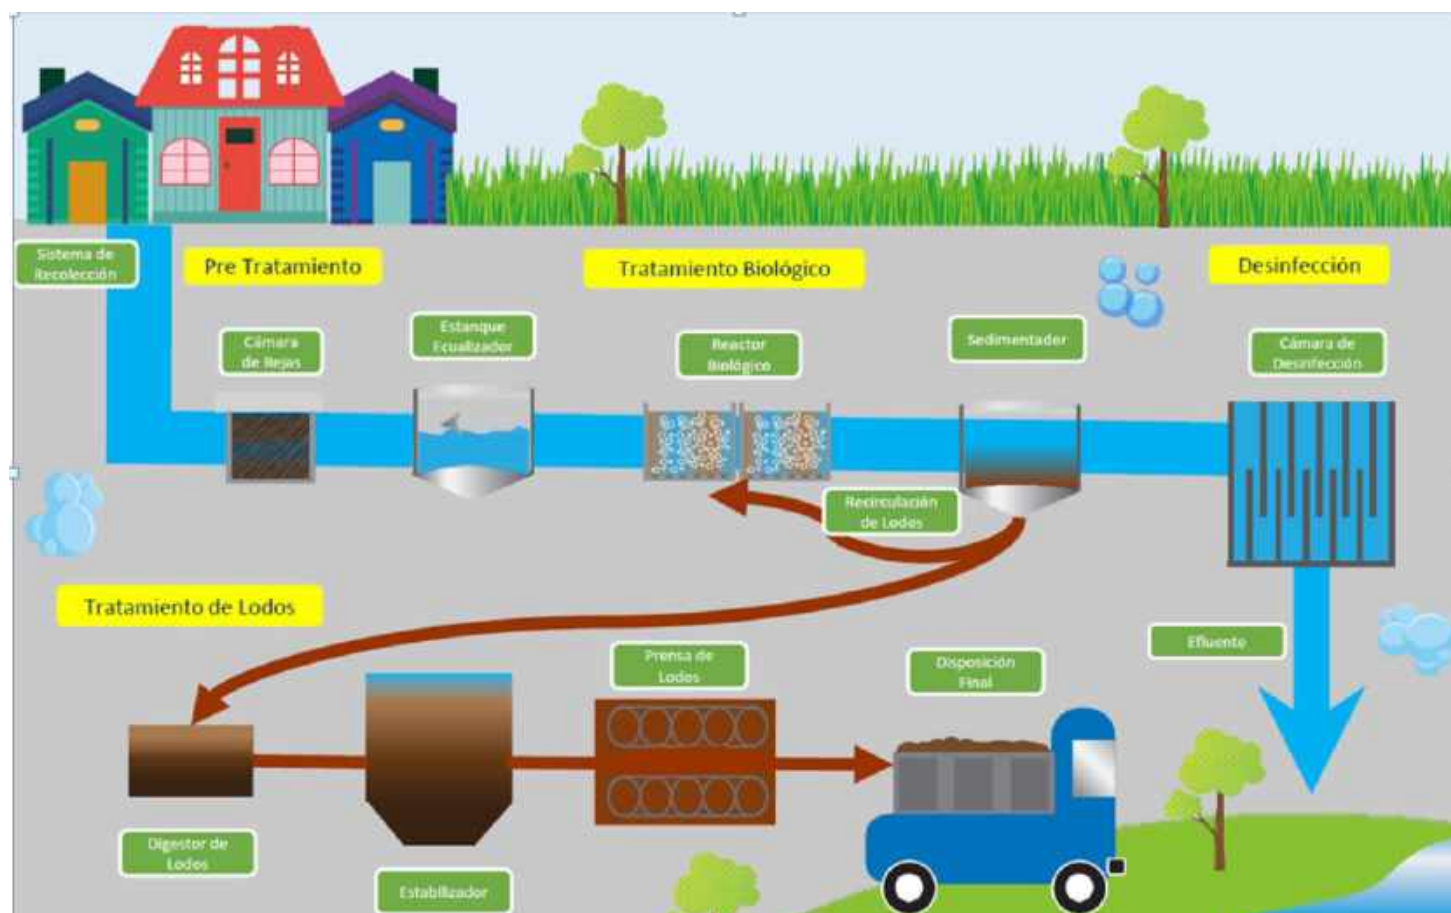 Sistema de
Recolección
Pre Tratamiento
Tratamiento Biológico
Desinfección
Cámara
de Rejas
Estanque
Ecualizador
Reactor
Biológico
Sedimentador
Cámara de
Desinfección
Recirculación
de Lodos
Tratamiento de Lodos
Efluente
Prensa de
Lodos
Disposición
Final
Digestor de
Lodos
Estabilizador